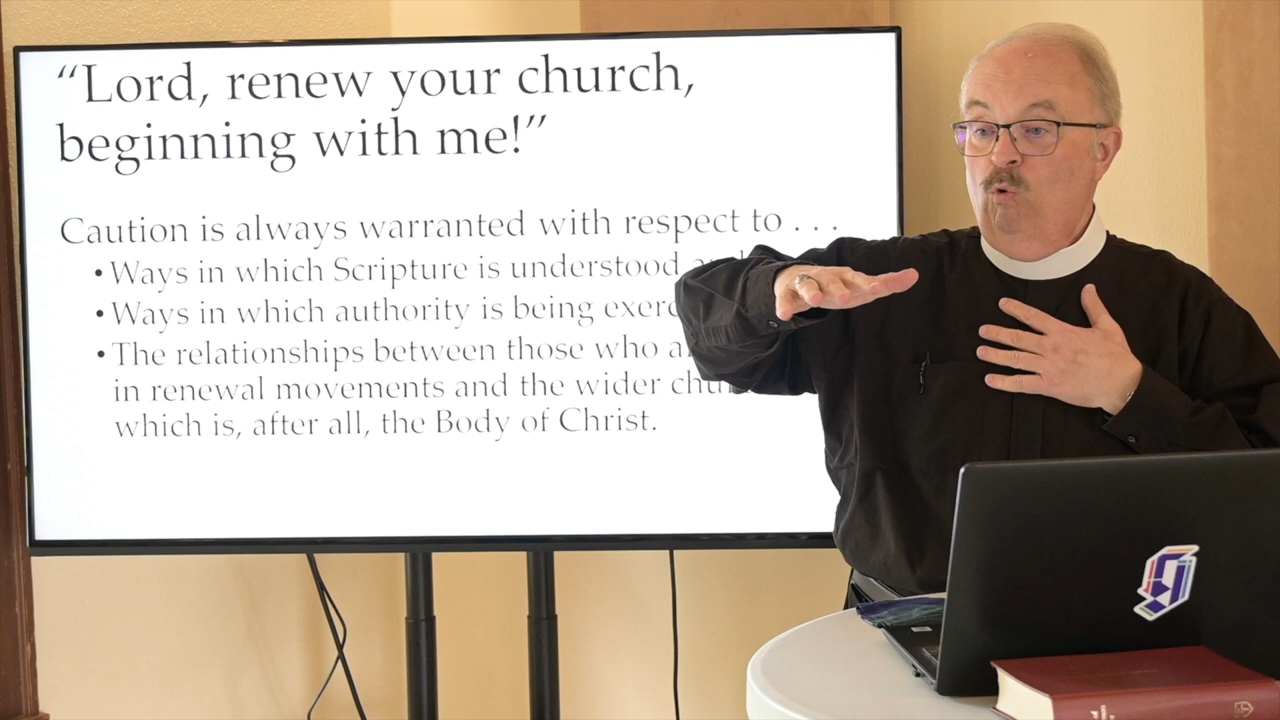 “Lord, renew your church,
beginning with me!”
Caution is always warranted with respect to . . .
• Ways in which Scripture is understood
• Ways in which authority is being
• The relationships between those who
in renewal movements and the wider
which is, after all, the Body of Christ.